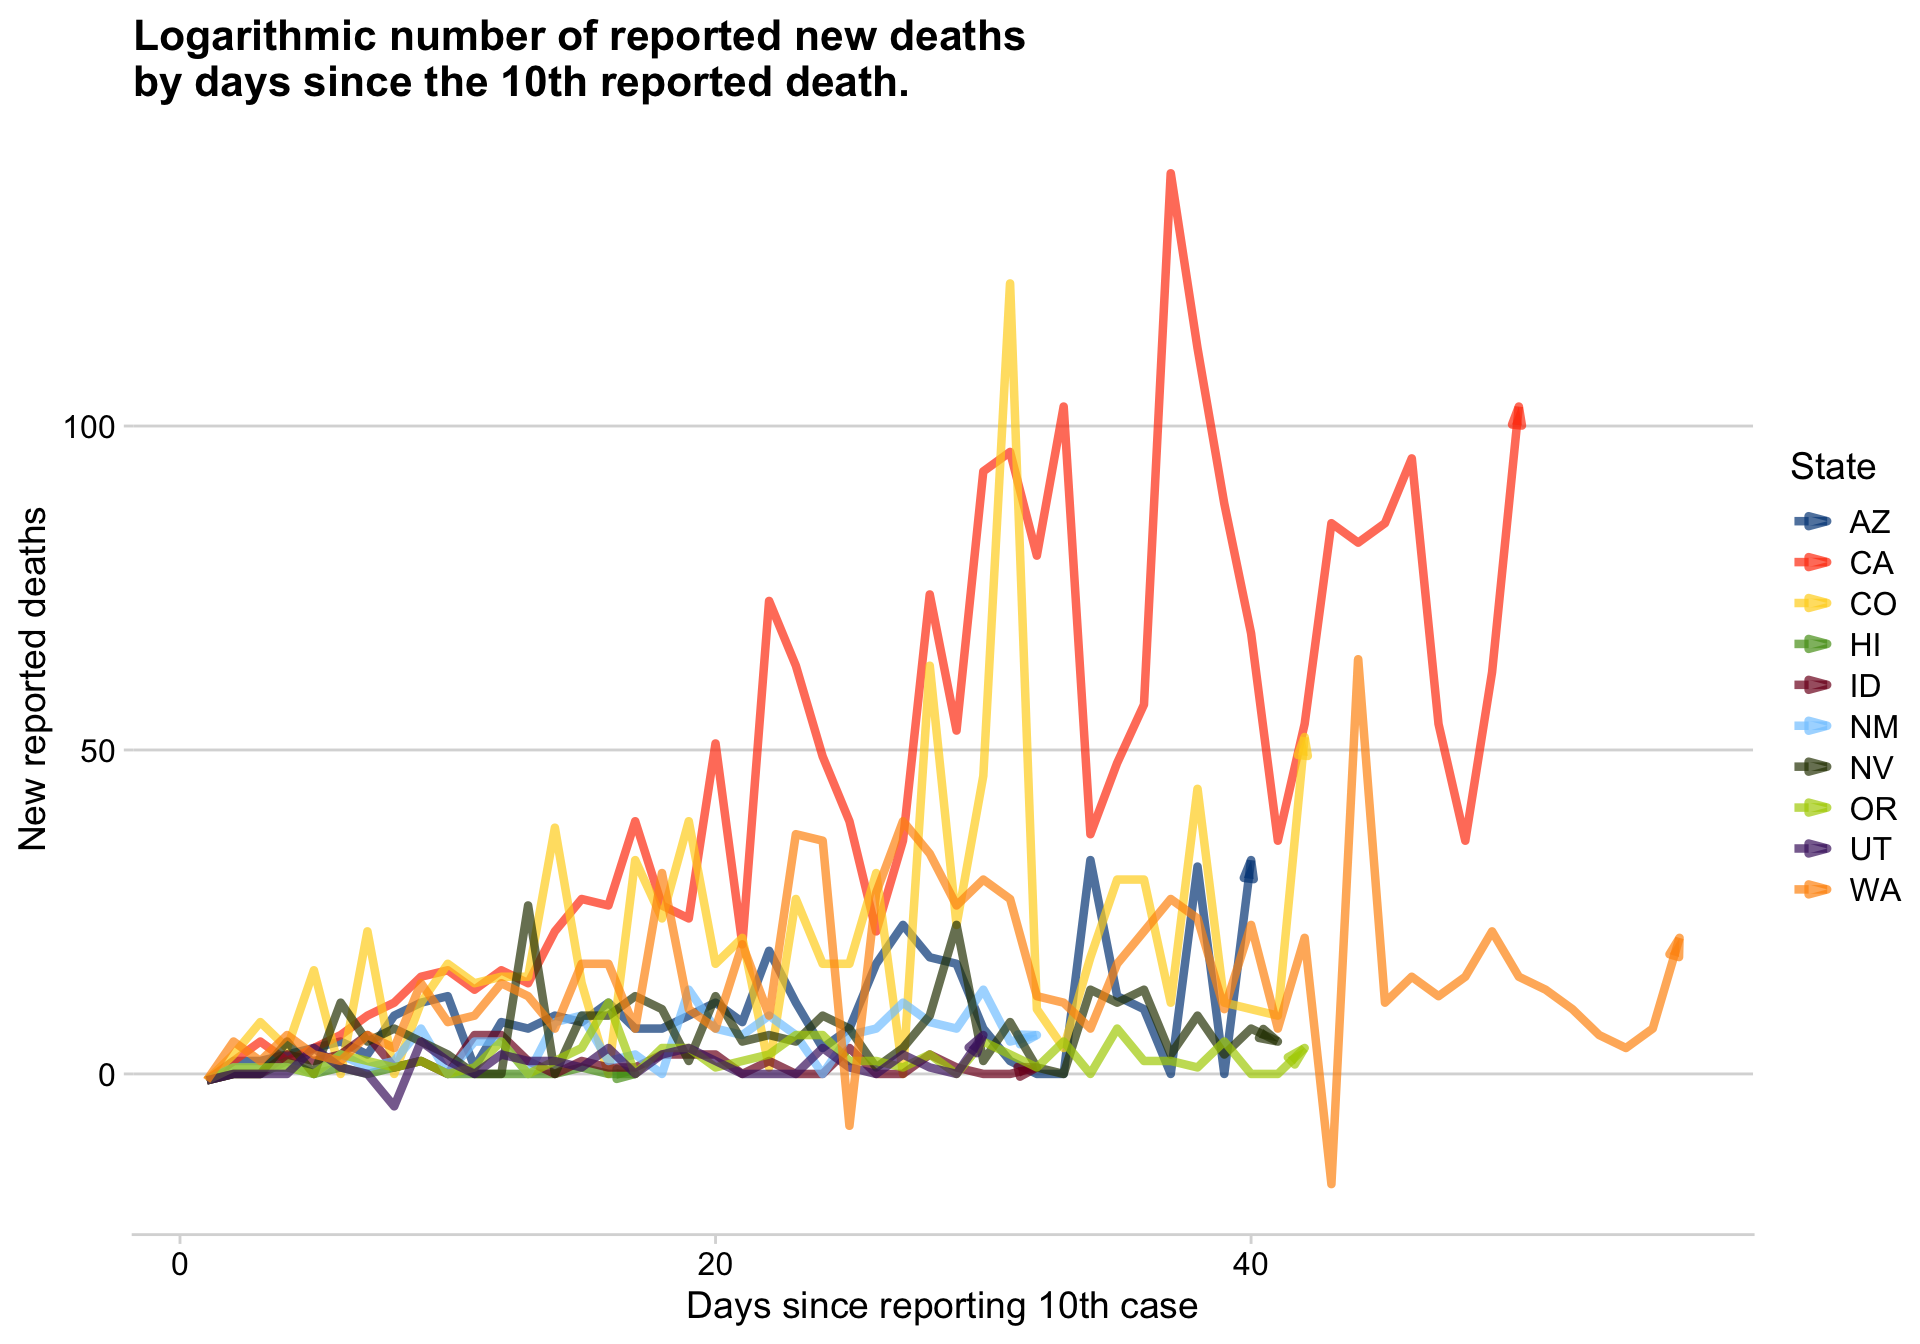 Logarithmic number of reported new deaths
by days since the 10th reported death.
New reported deaths
100
50
0
0
20
40
Days since reporting 10th case
State
AZ
CA
CO
HI
ID
NM
NV
OR
UT
WA